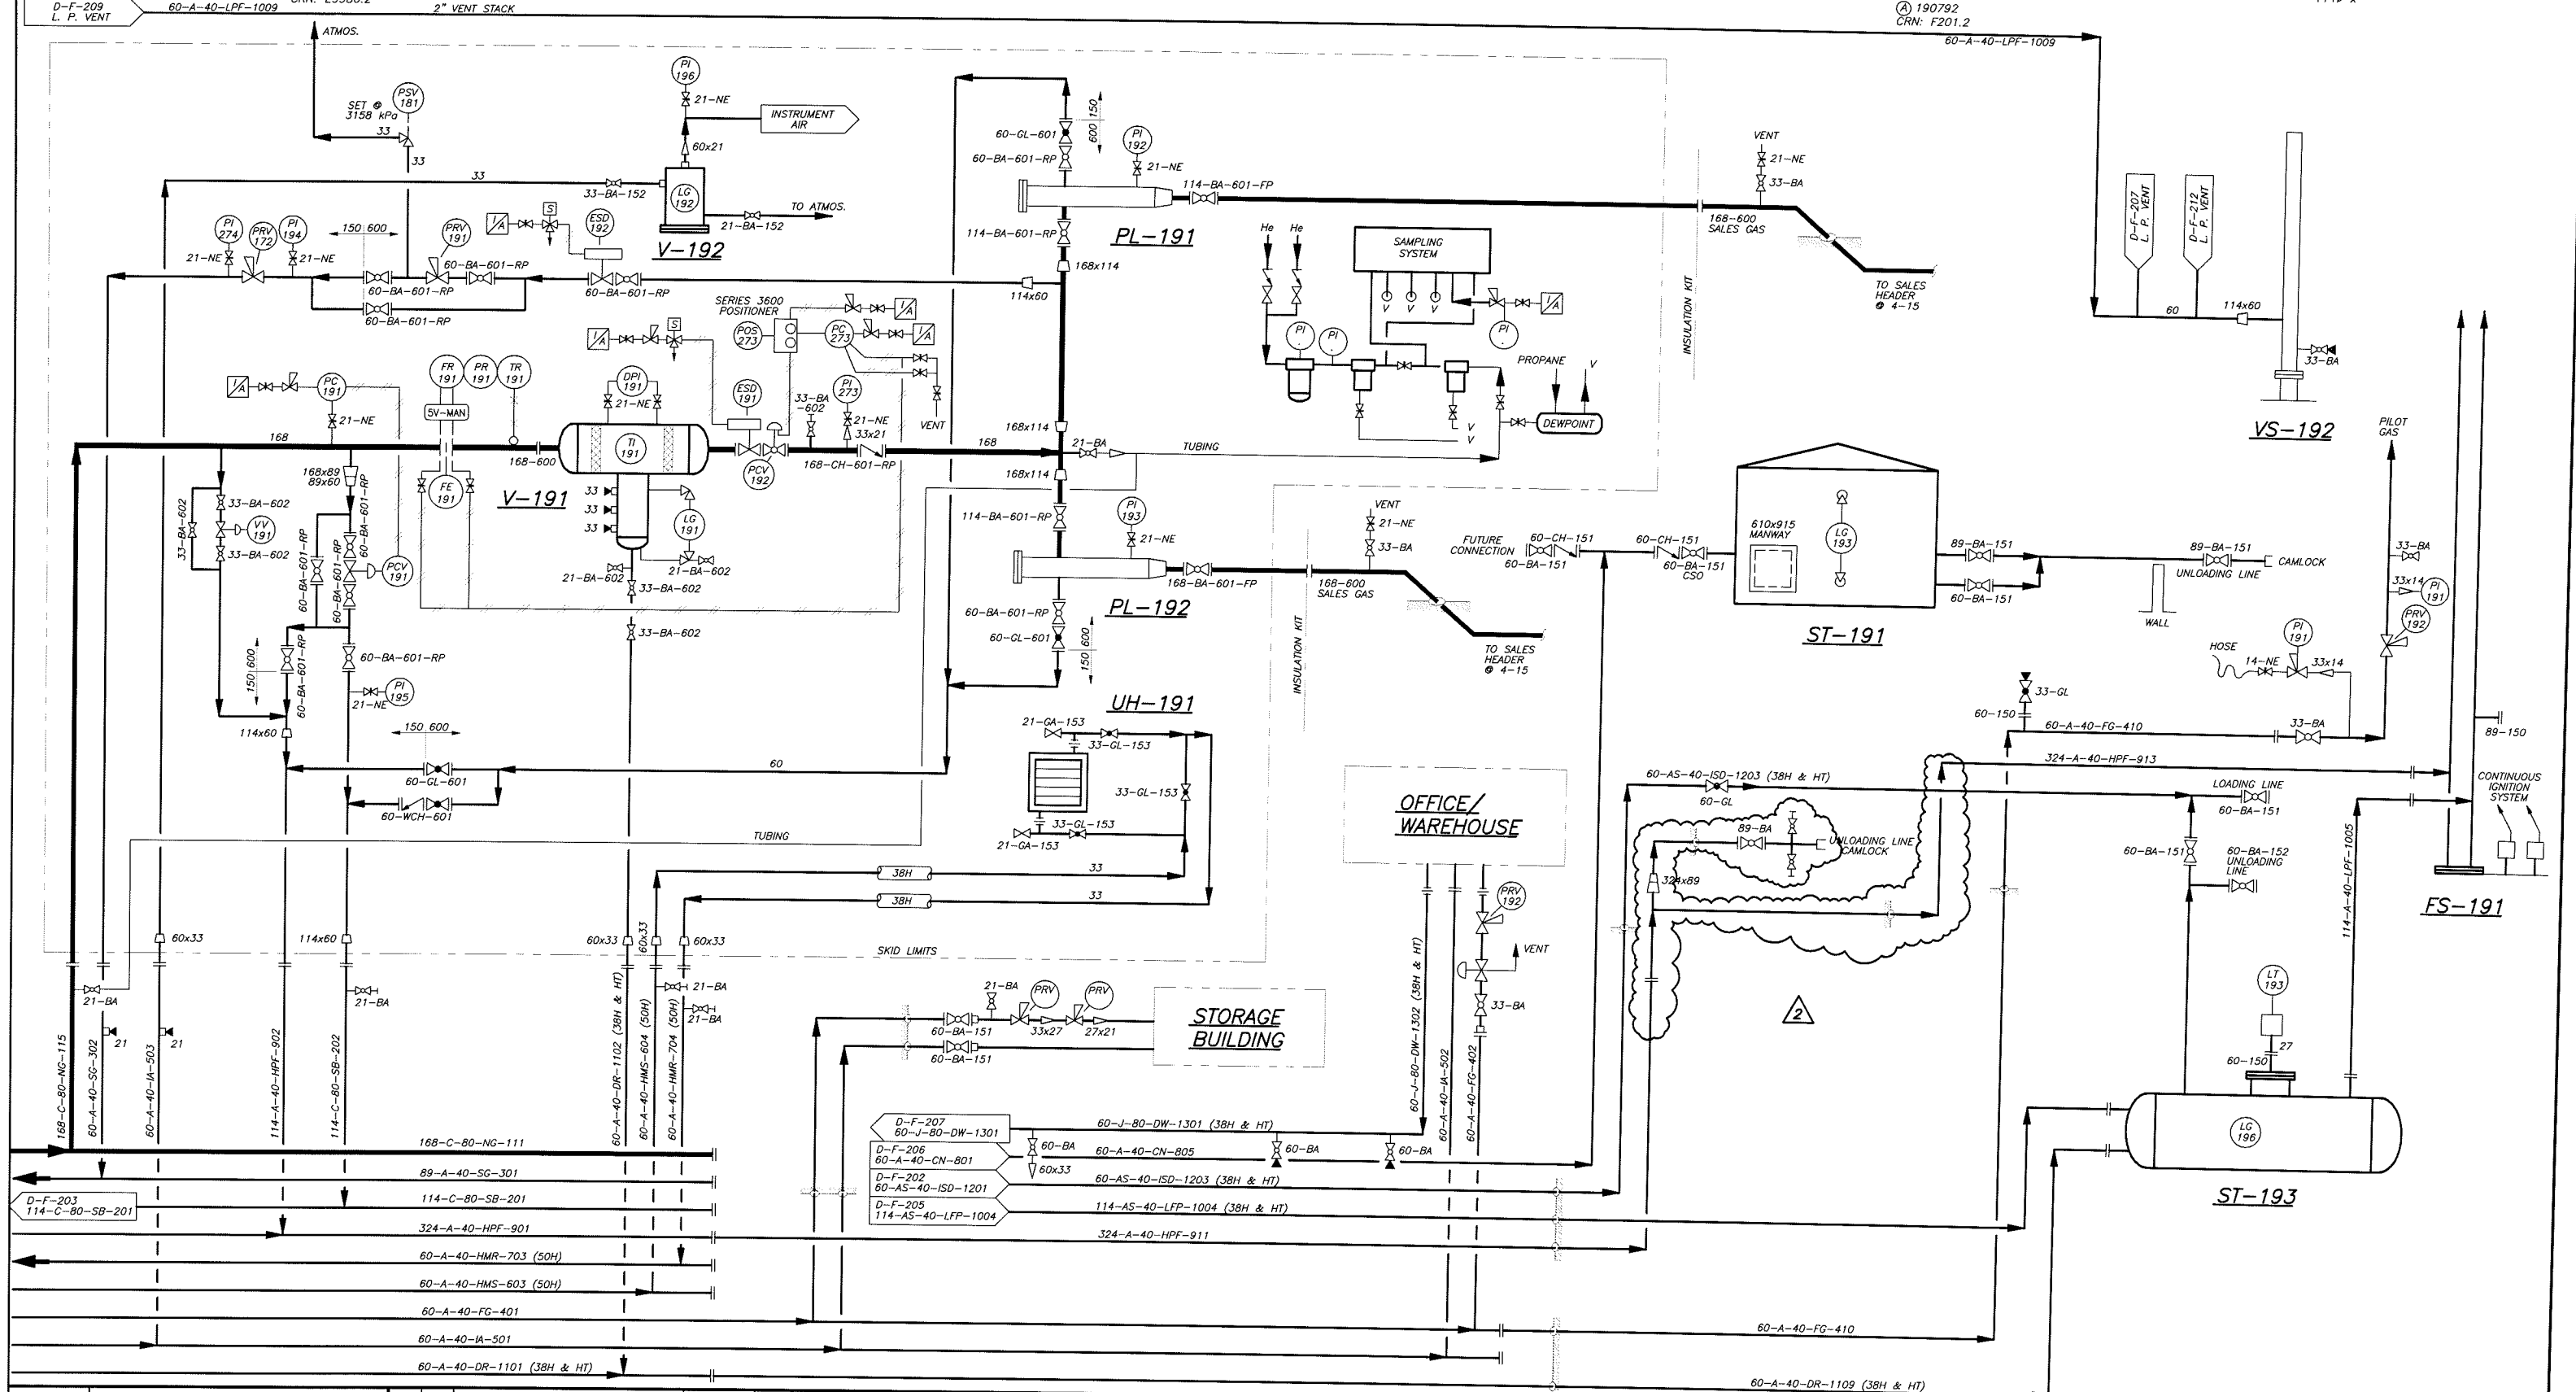 D-F-209
L. P. VENT
60-A-40-LPF-1009
2" VENT STACK
Ⓐ 190792
CRN: F201.2
60-A-40-LPF-1009
ATMOS.
PSV
181
SET @
3158 kPa
33
33
33
33-BA-152
PI
196
21-NE
INSTRUMENT
AIR
60x21
LG
192
21-BA-152
TO ATMOS.
V-192
PI
274
21-NE
PRV
172
PI
194
21-NE
150 600
PRV
191
60-BA-601-RP
60-BA-601-RP
60-BA-601-RP
I/A
S
ESD
192
60-BA-601-RP
114x60
60-GL-601
600 150
60-BA-601-RP
PI
192
21-NE
114-BA-601-FP
114-BA-601-RP
PL-191
168x114
INSULATION KIT
VENT
21-NE
33-BA
168-600
SALES GAS
TO SALES
HEADER
@ 4-15
He
He
SAMPLING
SYSTEM
V
V
V
I/A
PI
PI
PI
PROPANE
V
DEWPOINT
V
V
D-F-207
L. P. VENT
D-F-212
L. P. VENT
60
114x60
33-BA
VS-192
SERIES 3600
POSITIONER
POS
273
PC
273
I/A
I/A
I/A
S
VENT
I/A
PC
191
21-NE
168
FR
191
PR
191
TR
191
5V-MAN
FE
191
168-600
DPI
191
21-NE
TI
191
V-191
ESD
191
PCV
192
33-BA
-602
PI
273
21-NE
33x21
168-CH-601-RP
168
168x114
168x114
21-BA
TUBING
168x89
89x60
33-BA-602
33-BA-602
VV
191
33-BA-602
60-BA-601-RP
60-BA-601-RP
60-BA-601-RP
60-BA-601-RP
PCV
191
33
33
33
LG
191
21-BA-602
21-BA-602
33-BA-602
33-BA-602
114-BA-601-RP
PI
193
21-NE
168-BA-601-FP
PL-192
60-BA-601-RP
60-GL-601
150 600
INSULATION KIT
VENT
21-NE
33-BA
168-600
SALES GAS
TO SALES
HEADER
@ 4-15
FUTURE
CONNECTION
60-CH-151
60-BA-151
60-CH-151
60-BA-151
CSO
610x915
MANWAY
LG
193
ST-191
89-BA-151
60-BA-151
89-BA-151
UNLOADING LINE
CAMLOCK
WALL
PILOT
GAS
33-BA
33x14
PI
191
PRV
192
HOSE
14-NE
PI
191
33x14
33-GL
60-150
60-A-40-FG-410
33-BA
150 600
60-BA-601-RP
60-BA-601-RP
PI
195
21-NE
114x60
150 600
60-GL-601
60
60-WCH-601
TUBING
UH-191
21-GA-153
33-GL-153
33-GL-153
33-GL-153
21-GA-153
38H
33
38H
33
SKID LIMITS
60x33
114x60
60x33
60x33
60x33
21-BA
21-BA
21-BA
21-BA
21
21
168-C-80-NG-115
60-A-40-SG-302
60-A-40-IA-503
114-A-40-HPF-902
114-C-80-SB-202
60-A-40-DR-1102 (38H & HT)
60-A-40-HMS-604 (50H)
60-A-40-HMR-704 (50H)
OFFICE/
WAREHOUSE
PRV
192
VENT
33-BA
60-J-80-DW-1302 (38H & HT)
60-A-40-IA-502
60-A-40-FG-402
21-BA
PRV
PRV
60-BA-151
33x27
27x21
60-BA-151
STORAGE
BUILDING
60-AS-40-ISD-1203 (38H & HT)
60-GL
324-A-40-HPF-913
89-BA
UNLOADING LINE
CAMLOCK
324x89
2
LOADING LINE
60-BA-151
60-BA-151
60-BA-152
UNLOADING
LINE
114-A-40-LPF-1005
89-150
CONTINUOUS
IGNITION
SYSTEM
FS-191
LT
193
27
60-150
LG
196
ST-193
D-F-207
60-J-80-DW-1301
60-J-80-DW-1301 (38H & HT)
60-BA
60x33
D-F-206
60-A-40-CN-801
60-A-40-CN-805
60-BA
60-BA
D-F-202
60-AS-40-ISD-1201
60-AS-40-ISD-1203 (38H & HT)
D-F-205
114-AS-40-LFP-1004
114-AS-40-LFP-1004 (38H & HT)
324-A-40-HPF-911
168-C-80-NG-111
89-A-40-SG-301
D-F-203
114-C-80-SB-201
114-C-80-SB-201
324-A-40-HPF-901
60-A-40-HMR-703 (50H)
60-A-40-HMS-603 (50H)
60-A-40-FG-401
60-A-40-IA-501
60-A-40-DR-1101 (38H & HT)
60-A-40-FG-410
60-A-40-DR-1109 (38H & HT)